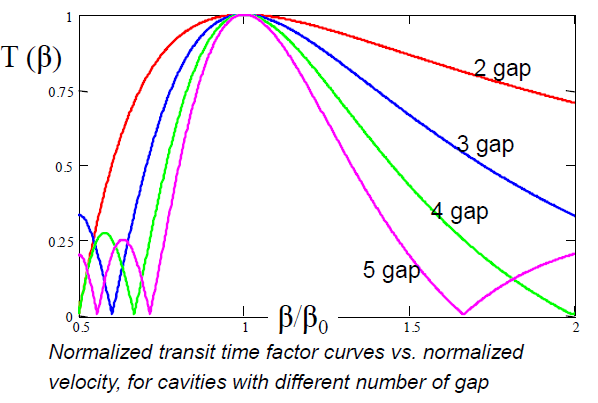 1
T (β)
0.75
0.5
0.25
0
2 gap
3 gap
4 gap
5 gap
0.5
1
1.5
2
β/β₀
Normalized transit time factor curves vs. normalized
velocity, for cavities with different number of gap